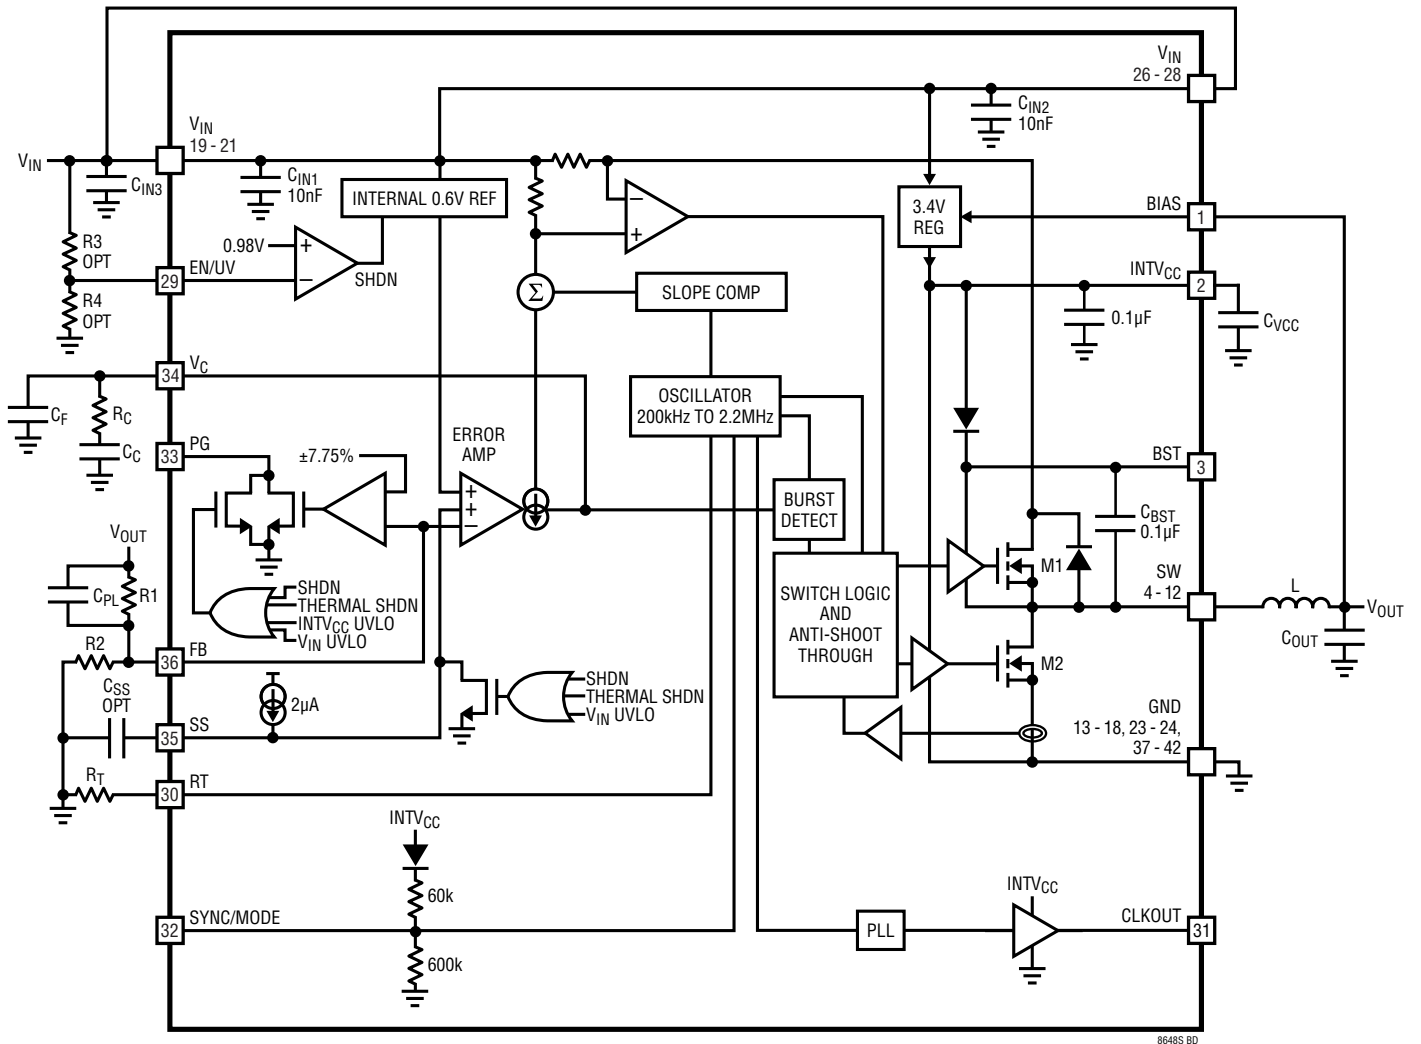 VIN
26 - 28
CIN2
10nF
VIN
19 - 21
VIN
CIN3
CIN1
10nF
INTERNAL 0.6V REF
3.4V
REG
BIAS
1
R3
OPT
0.98V
+
−
SHDN
−
+
EN/UV
29
R4
OPT
Σ
SLOPE COMP
INTVCC
2
0.1µF
CVCC
VC
34
OSCILLATOR
200kHz TO 2.2MHz
CF
RC
CC
PG
33
±7.75%
ERROR
AMP
+
+
−
BURST
DETECT
BST
3
CBST
0.1µF
VOUT
CPL
R1
SHDN
THERMAL SHDN
INTVCC UVLO
VIN UVLO
SWITCH LOGIC
AND
ANTI-SHOOT
THROUGH
M1
SW
4 - 12
L
VOUT
COUT
R2
FB
36
M2
CSS
OPT
2µA
SHDN
THERMAL SHDN
VIN UVLO
SS
35
GND
13 - 18, 23 - 24,
37 - 42
RT
RT
30
INTVCC
60k
SYNC/MODE
32
600k
PLL
INTVCC
CLKOUT
31
8648S BD